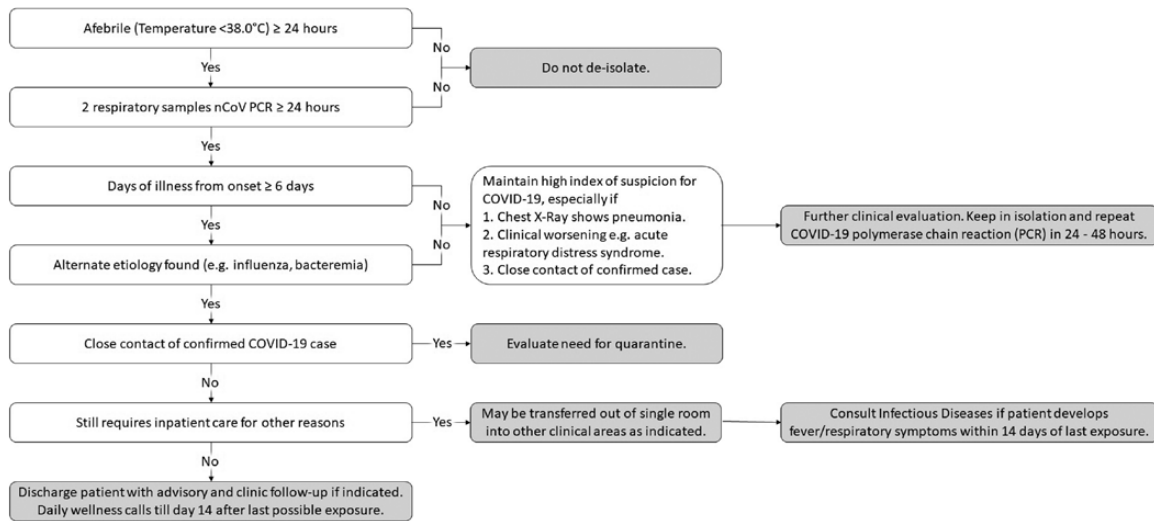 Afebrile (Temperature <38.0°C) ≥ 24 hours
No
Do not de-isolate.
Yes
No
2 respiratory samples nCoV PCR ≥ 24 hours
Yes
Days of illness from onset ≥ 6 days
No
Yes
No
Alternate etiology found (e.g. influenza, bacteremia)
Maintain high index of suspicion for
COVID-19, especially if
1. Chest X-Ray shows pneumonia.
2. Clinical worsening e.g. acute
respiratory distress syndrome.
3. Close contact of confirmed case.
Further clinical evaluation. Keep in isolation and repeat
COVID-19 polymerase chain reaction (PCR) in 24 - 48 hours.
Yes
Close contact of confirmed COVID-19 case
Yes
Evaluate need for quarantine.
No
Still requires inpatient care for other reasons
Yes
May be transferred out of single room
into other clinical areas as indicated.
Consult Infectious Diseases if patient develops
fever/respiratory symptoms within 14 days of last exposure.
No
Discharge patient with advisory and clinic follow-up if indicated.
Daily wellness calls till day 14 after last possible exposure.